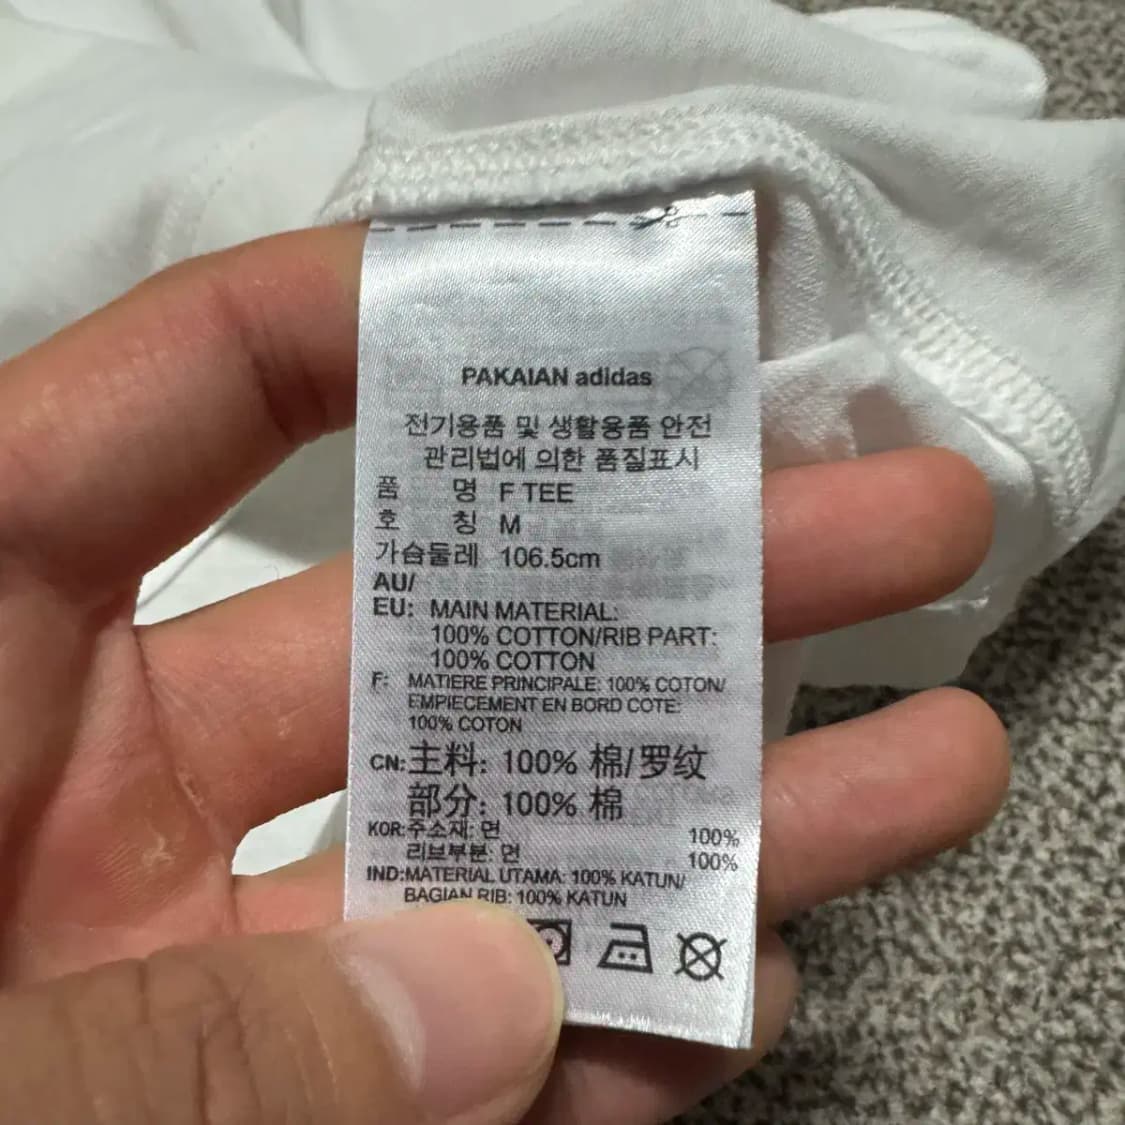 PAKAIAN adidas
전기용품 및 생활용품 안전
관리법에 의한 품질표시
품 명 F TEE
호 칭 M
가슴둘레 106.5cm
AU/
EU: MAIN MATERIAL:
100% COTTON/RIB PART:
100% COTTON
F: MATIERE PRINCIPALE: 100% COTON/
EMPIECEMENT EN BORD COTE:
100% COTON
CN:主料: 100% 棉/罗纹
部分: 100% 棉
KOR:주소재: 면 100%
리브부분: 면 100%
IND:MATERIAL UTAMA: 100% KATUN/
BAGIAN RIB: 100% KATUN